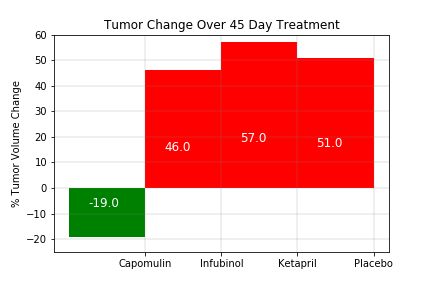 Tumor Change Over 45 Day Treatment
% Tumor Volume Change
60
50
40
30
20
10
0
−10
−20
-19.0
46.0
57.0
51.0
Capomulin
Infubinol
Ketapril
Placebo